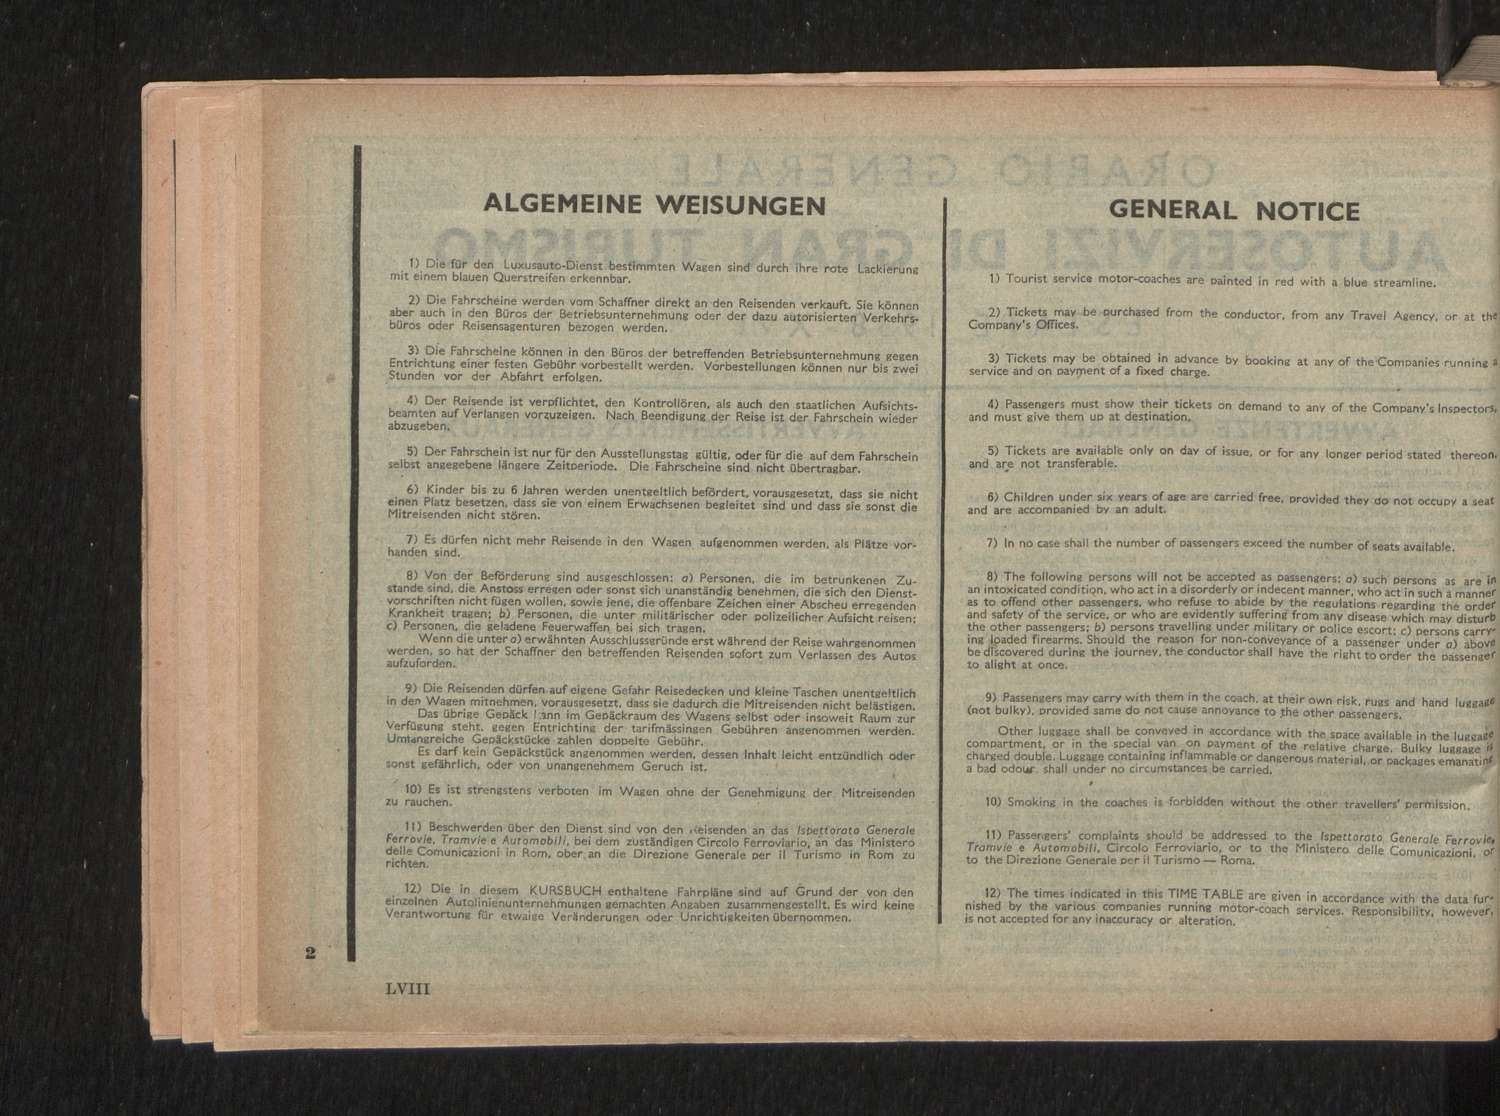 ALGEMEINE WEISUNGEN
1) Die für den Luxusauto-Dienst bestimmten Wagen sind durch ihre rote Lackierung
mit einem blauen Querstreifen erkennbar.
2) Die Fahrscheine werden vom Schaffner direkt an den Reisenden verkauft. Sie können
aber auch in den Büros der Betriebsunternehmung oder der dazu autorisierten Verkehrs-
büros oder Reisensagenturen bezogen werden.
3) Die Fahrscheine können in den Büros der betreffenden Betriebsunternehmung gegen
Entrichtung einer festen Gebühr vorbestellt werden. Vorbestellungen können nur bis zwei
Stunden vor der Abfahrt erfolgen.
4) Der Reisende ist verpflichtet, den Kontrollören, als auch den staatlichen Aufsichts-
beamten auf Verlangen vorzuzeigen. Nach Beendigung der Reise ist der Fahrschein wieder
abzugeben.
5) Der Fahrschein ist nur für den Ausstellungstag gültig, oder für die auf dem Fahrschein
selbst angegebene längere Zeitperiode. Die Fahrscheine sind nicht übertragbar.
6) Kinder bis zu 6 Jahren werden unentgeltlich befördert, vorausgesetzt, dass sie nicht
einen Platz besetzen, dass sie von einem Erwachsenen begleitet sind und dass sie sonst die
Mitreisenden nicht stören.
7) Es dürfen nicht mehr Reisende in den Wagen aufgenommen werden, als Plätze vor-
handen sind.
8) Von der Beförderung sind ausgeschlossen: a) Personen, die im betrunkenen Zu-
stande sind, die Anstoss erregen oder sonst sich unanständig benehmen, die sich den Dienst-
vorschriften nicht fügen wollen, sowie jene, die offenbare Zeichen einer Abscheu erregenden
Krankheit tragen; b) Personen, die unter militärischer oder polizeilicher Aufsicht reisen;
c) Personen, die geladene Feuerwaffen bei sich tragen.
Wenn die unter a) erwähnten Ausschlussgründe erst während der Reise wahrgenommen
werden, so hat der Schaffner den betreffenden Reisenden sofort zum Verlassen des Autos
aufzufordern.
9) Die Reisenden dürfen auf eigene Gefahr Reisedecken und kleine Taschen unentgeltlich
in den Wagen mitnehmen, vorausgesetzt, dass sie dadurch die Mitreisenden nicht belästigen.
Das übrige Gepäck kann im Gepäckraum des Wagens selbst oder insoweit Raum zur
Verfügung steht, gegen Entrichting der tarifmässingen Gebühren angenommen werden.
Umfangreiche Gepäckstücke zahlen doppelte Gebühr.
Es darf kein Gepäckstück angenommen werden, dessen Inhalt leicht entzündlich oder
sonst gefährlich, oder von unangenehmem Geruch ist.
10) Es ist strengstens verboten im Wagen ohne der Genehmigung der Mitreisenden
zu rauchen.
11) Beschwerden über den Dienst sind von den Reisenden an das Ispettorato Generale
Ferrovie, Tramvie e Automobili, bei dem zuständigen Circolo Ferroviario, an das Ministero
delle Comunicazioni in Rom, ober an die Direzione Generale per il Turismo in Rom zu
richten.
12) Die in diesem KURSBUCH enthaltene Fahrpläne sind auf Grund der von den
einzelnen Autolinienunternehmungen gemachten Angaben zusammengestellt. Es wird keine
Verantwortung für etwaige Veränderungen oder Unrichtigkeiten übernommen.
2
LVIII
GENERAL NOTICE
1) Tourist service motor-coaches are painted in red with a blue streamline.
2) Tickets may be purchased from the conductor, from any Travel Agency, or at the
Company's Offices.
3) Tickets may be obtained in advance by booking at any of the Companies running a
service and on payment of a fixed charge.
4) Passengers must show their tickets on demand to any of the Company's Inspectors,
and must give them up at destination.
5) Tickets are available only on day of issue, or for any longer period stated thereon,
and are not transferable.
6) Children under six years of age are carried free, provided they do not occupy a seat
and are accompanied by an adult.
7) In no case shall the number of passengers exceed the number of seats available.
8) The following persons will not be accepted as passengers: a) such persons as are in
an intoxicated condition, who act in a disorderly or indecent manner, who act in such a manner
as to offend other passengers, who refuse to abide by the regulations regarding the order
and safety of the service, or who are evidently suffering from any disease which may disturb
the other passengers; b) persons travelling under military or police escort; c) persons carry-
ing loaded firearms. Should the reason for non-conveyance of a passenger under a) above
be discovered during the journey, the conductor shall have the right to order the passenger
to alight at once.
9) Passengers may carry with them in the coach, at their own risk, rugs and hand luggage
(not bulky), provided same do not cause annoyance to the other passengers.
Other luggage shall be conveyed in accordance with the space available in the luggage
compartment, or in the special van, on payment of the relative charge. Bulky luggage is
charged double. Luggage containing inflammable or dangerous material, or packages emanating
a bad odour, shall under no circumstances be carried.
10) Smoking in the coaches is forbidden without the other travellers' permission.
11) Passengers' complaints should be addressed to the Ispettorato Generale Ferrovie,
Tramvie e Automobili, Circolo Ferroviario, or to the Ministero delle Comunicazioni, or
to the Direzione Generale per il Turismo — Roma.
12) The times indicated in this TIME TABLE are given in accordance with the data fur-
nished by the various companies running motor-coach services. Responsibility, however,
is not accepted for any inaccuracy or alteration.